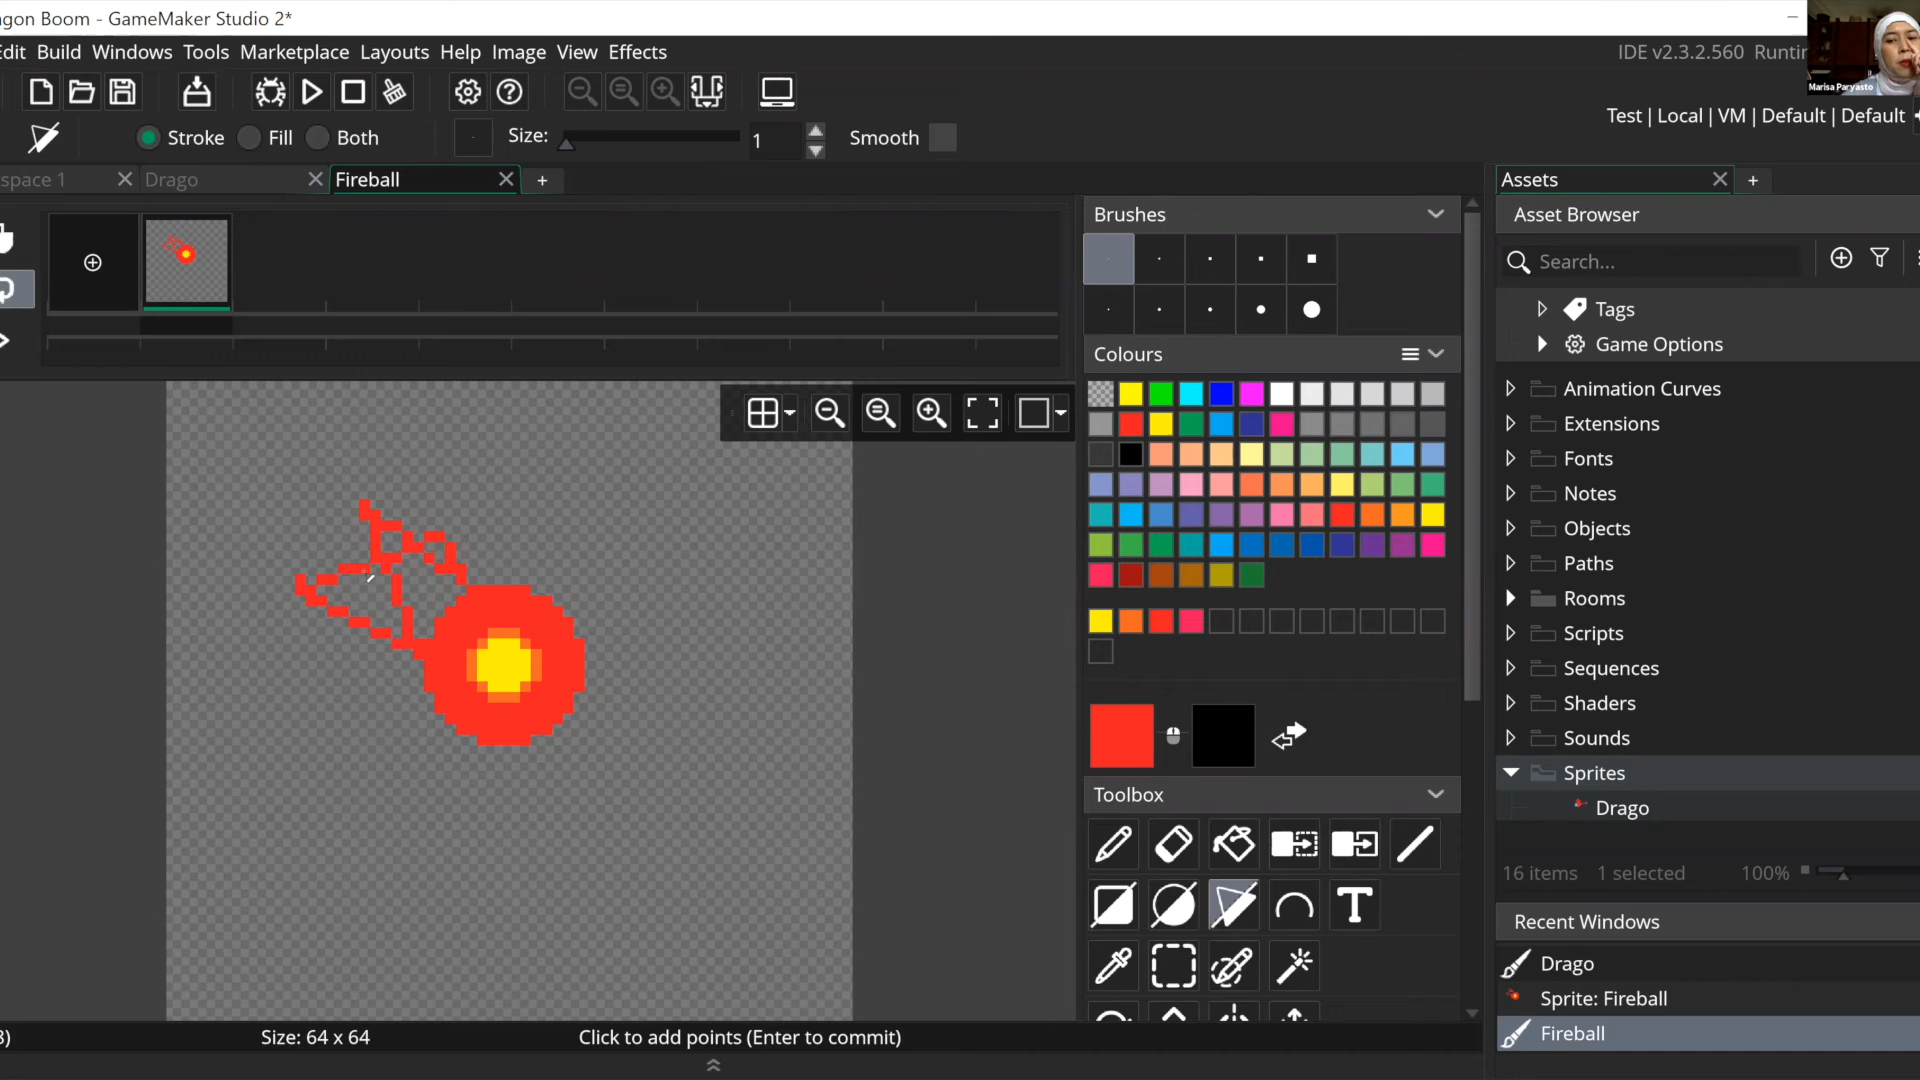 agon Boom - GameMaker Studio 2*
Edit Build Windows Tools Marketplace Layouts Help Image View Effects
IDE v2.3.2.560 Runtim
Marisa Paryasto
Test | Local | VM | Default | Default
Stroke Fill Both Size: 1 Smooth
space 1 Drago Fireball +
Assets
Asset Browser
Search...
Tags
Game Options
Animation Curves
Extensions
Fonts
Notes
Objects
Paths
Rooms
Scripts
Sequences
Shaders
Sounds
Sprites
Drago
16 items 1 selected 100%
Recent Windows
Drago
Sprite: Fireball
Fireball
Brushes
Colours
Toolbox
T
8) Size: 64 x 64 Click to add points (Enter to commit)